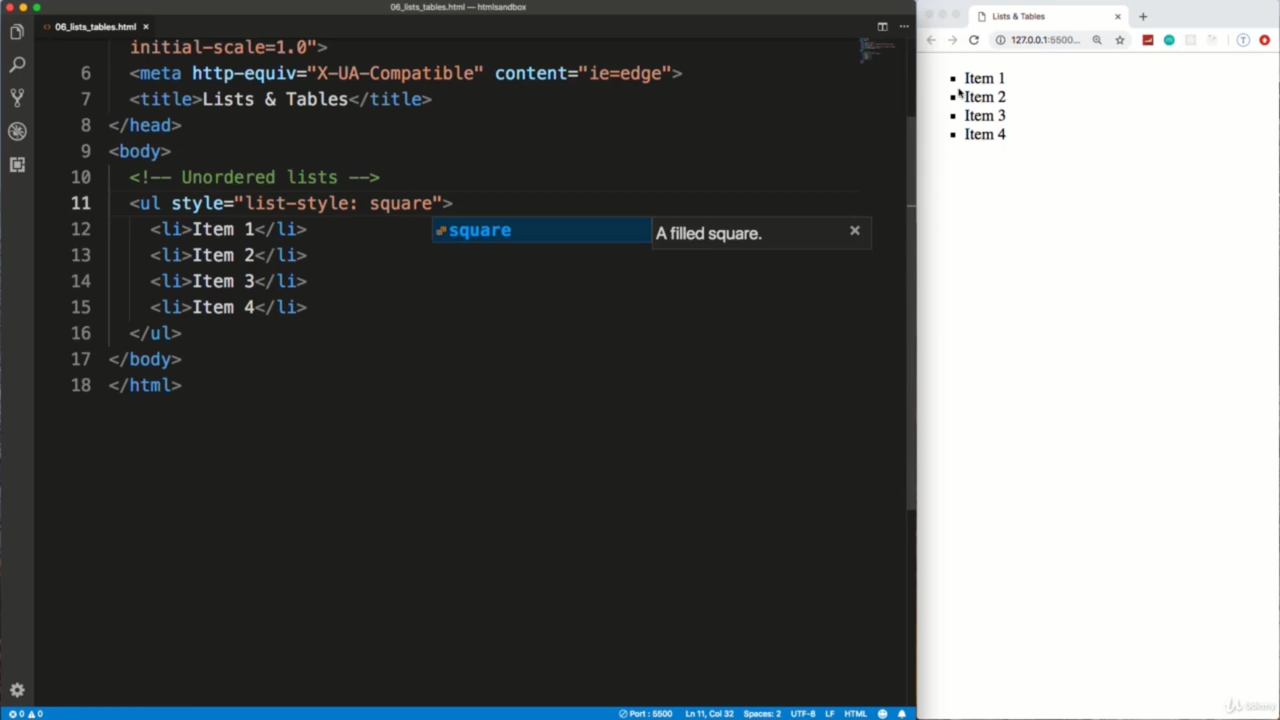 06_lists_tables.html — htmlsandbox
06_lists_tables.html
initial-scale=1.0">
6 <meta http-equiv="X-UA-Compatible" content="ie=edge">
7 <title>Lists & Tables</title>
8 </head>
9 <body>
10 <!-- Unordered lists -->
11 <ul style="list-style: square">
12 <li>Item 1</li>
square
A filled square.
13 <li>Item 2</li>
14 <li>Item 3</li>
15 <li>Item 4</li>
16 </ul>
17 </body>
18 </html>
0 0
Port : 5500 Ln 11, Col 32 Spaces: 2 UTF-8 LF HTML
Lists & Tables
127.0.0.1:5500...
Item 1
Item 2
Item 3
Item 4
Udemy